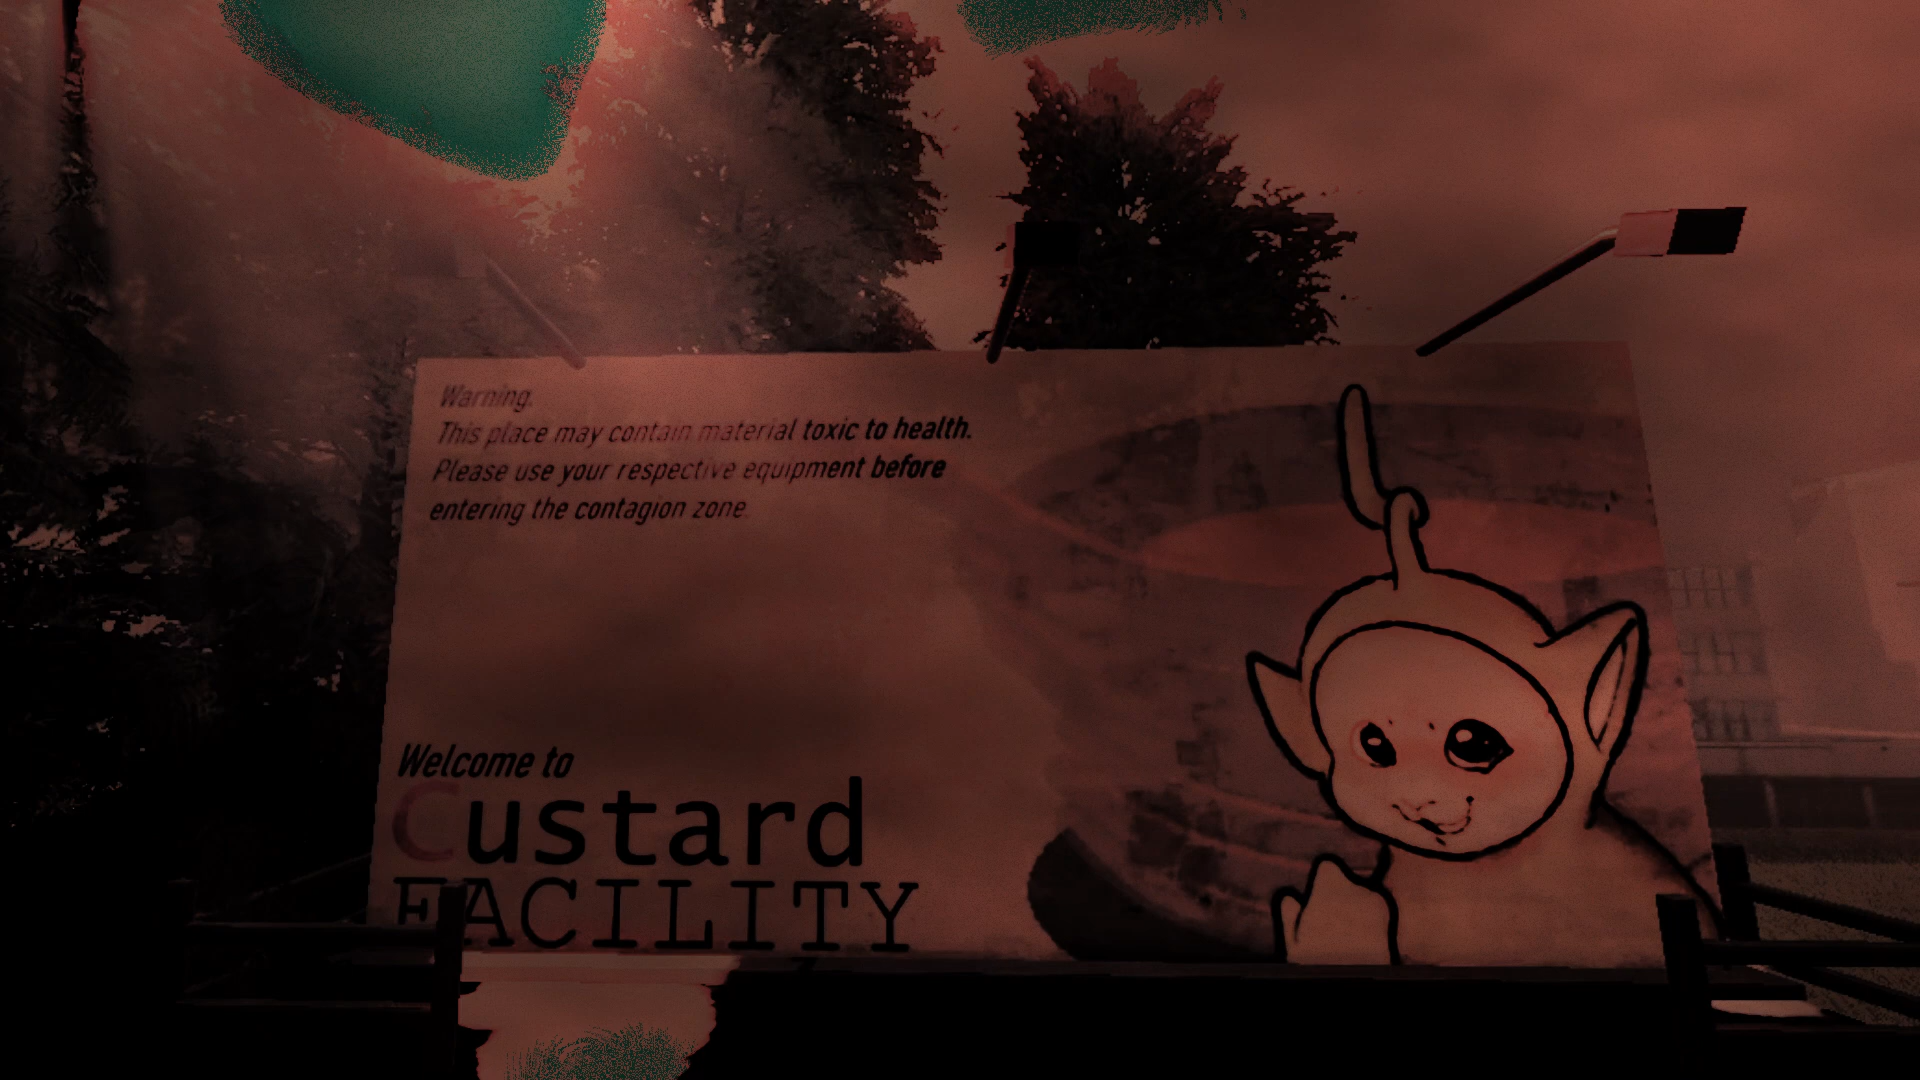 Warning.
This place may contain material toxic to health.
Please use your respective equipment before
entering the contagion zone
Welcome to
Custard
FACILITY